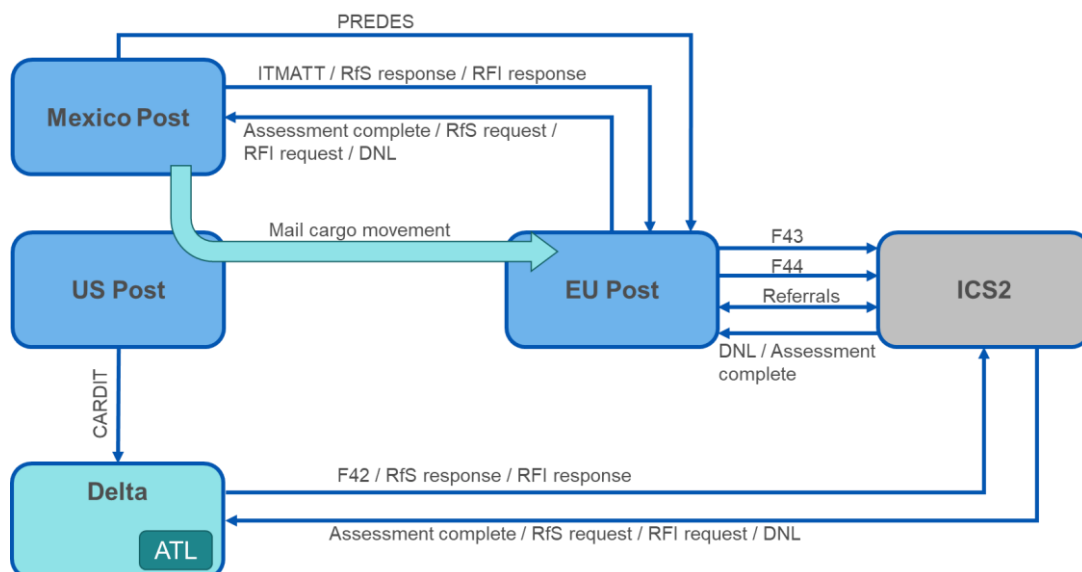 PREDES
ITMATT / RfS response / RFI response
Mexico Post
Assessment complete / RfS request /
RFI request / DNL
Mail cargo movement
US Post
EU Post
F43
F44
Referrals
ICS2
DNL / Assessment
complete
CARDIT
Delta
ATL
F42 / RfS response / RFI response
Assessment complete / RfS request / RFI request / DNL